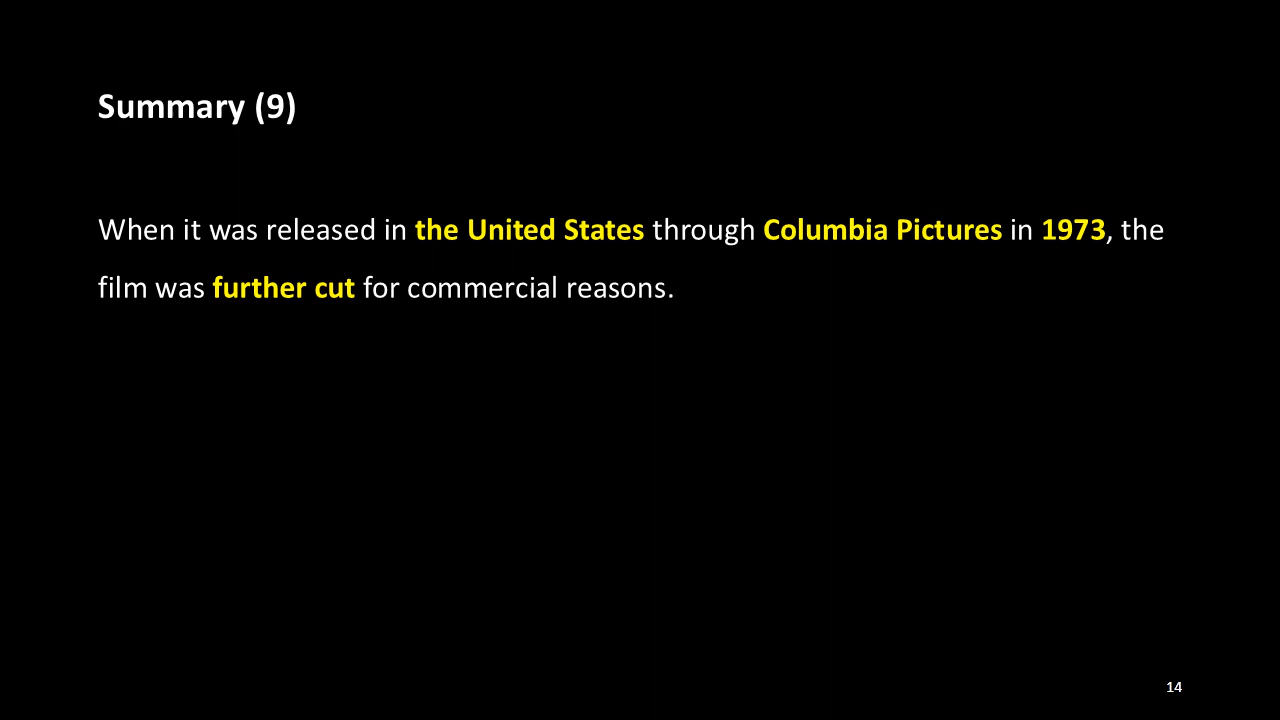 Summary (9)
When it was released in the United States through Columbia Pictures in 1973, the
film was further cut for commercial reasons.
14